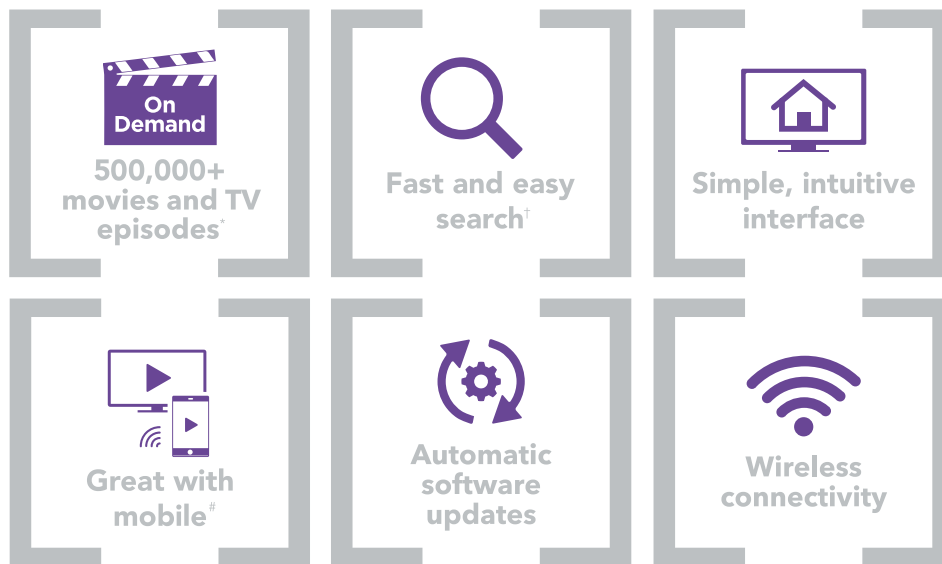 On
Demand
500,000+
movies and TV
episodes*
Fast and easy
search†
Simple, intuitive
interface
Great with
mobile#
Automatic
software
updates
Wireless
connectivity